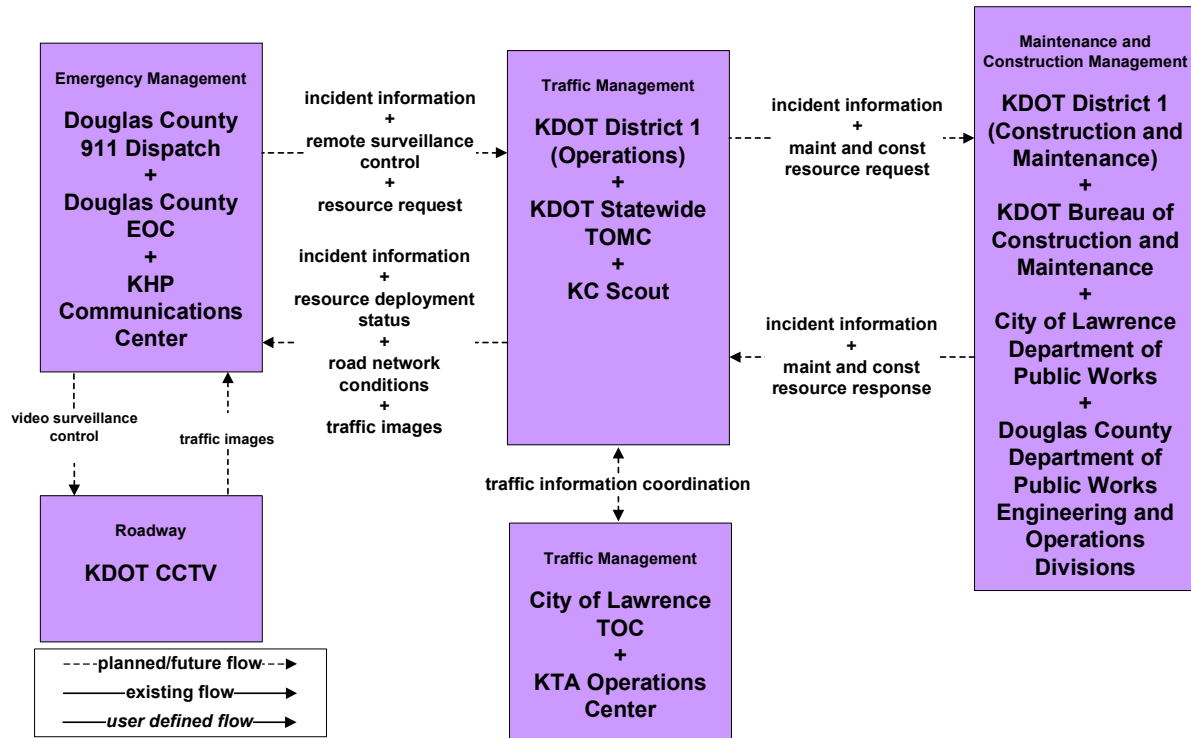 Emergency Management
Douglas County
911 Dispatch
+
Douglas County
EOC
+
KHP
Communications
Center
incident information
+
remote surveillance
control
+
resource request
incident information
+
resource deployment
status
+
road network
conditions
+
traffic images
Traffic Management
KDOT District 1
(Operations)
+
KDOT Statewide
TOMC
+
KC Scout
incident information
+
maint and const
resource request
incident information
+
maint and const
resource response
Maintenance and
Construction Management
KDOT District 1
(Construction and
Maintenance)
+
KDOT Bureau of
Construction and
Maintenance
+
City of Lawrence
Department of
Public Works
+
Douglas County
Department of
Public Works
Engineering and
Operations
Divisions
video surveillance
control
traffic images
Roadway
KDOT CCTV
traffic information coordination
Traffic Management
City of Lawrence
TOC
+
KTA Operations
Center
planned/future flow
existing flow
user defined flow